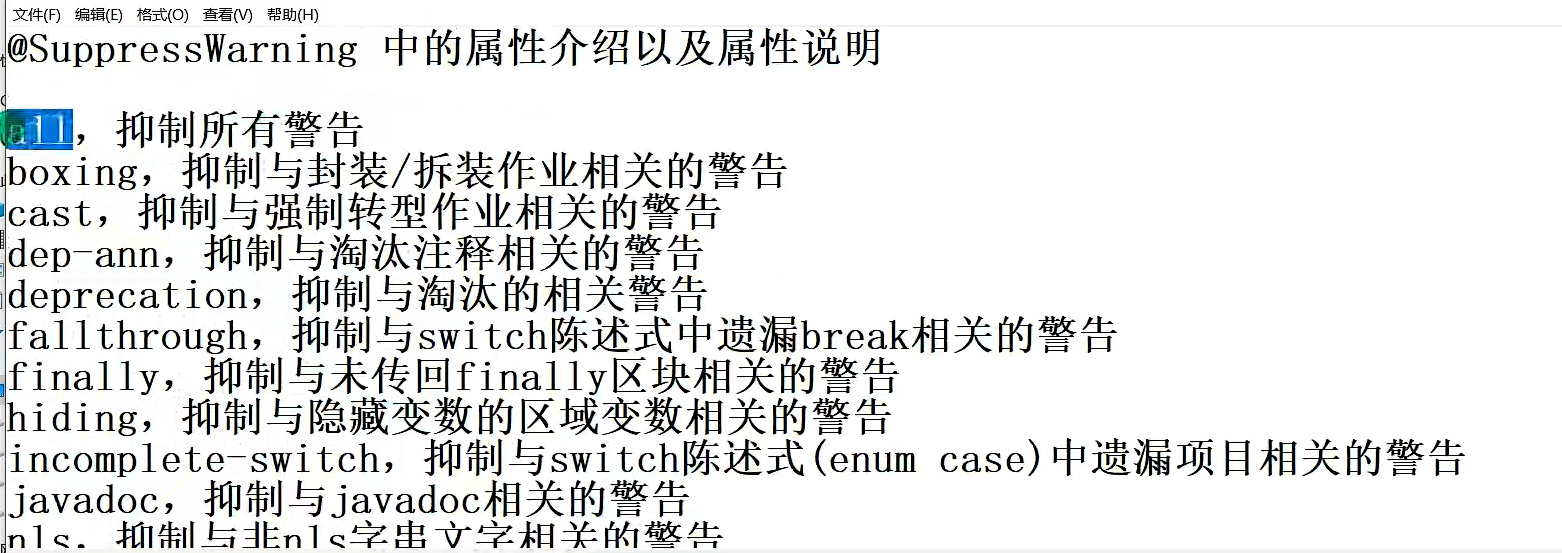 文件(F) 编辑(E) 格式(O) 查看(V) 帮助(H)
@SuppressWarning 中的属性介绍以及属性说明
all，抑制所有警告
boxing，抑制与封装/拆装作业相关的警告
cast，抑制与强制转型作业相关的警告
dep-ann，抑制与淘汰注释相关的警告
deprecation，抑制与淘汰的相关警告
fallthrough，抑制与switch陈述式中遗漏break相关的警告
finally，抑制与未传回finally区块相关的警告
hiding，抑制与隐藏变数的区域变数相关的警告
incomplete-switch，抑制与switch陈述式(enum case)中遗漏项目相关的警告
javadoc，抑制与javadoc相关的警告
nls，抑制与非nls字串文字相关的警告